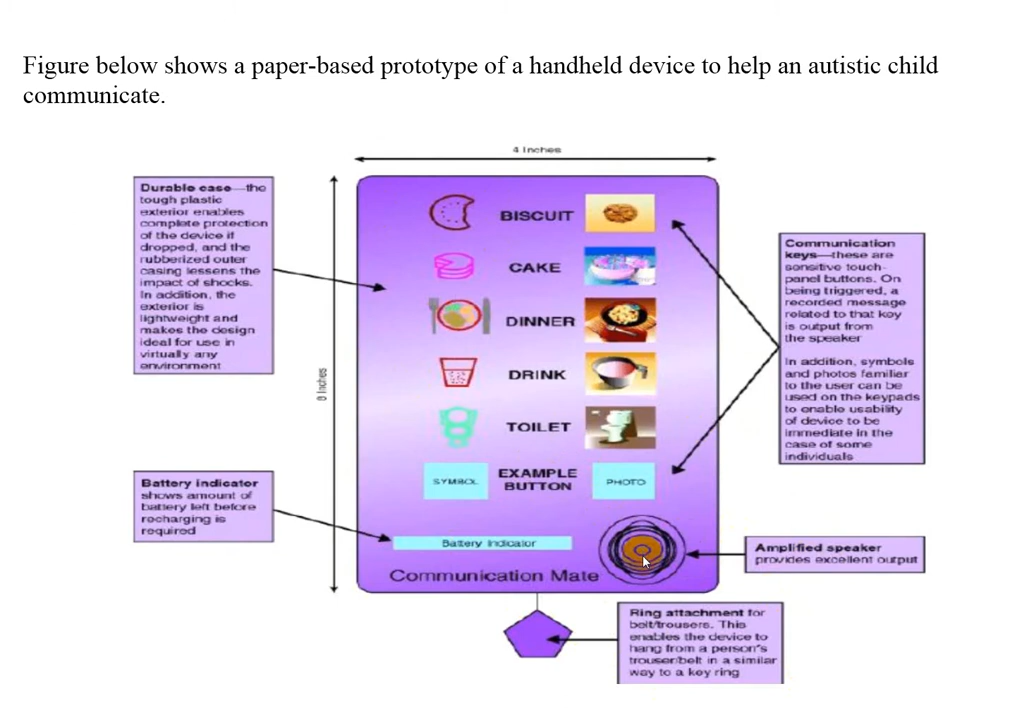 Figure below shows a paper-based prototype of a handheld device to help an autistic child
communicate.
4 Inches
Durable case—the
tough plastic
exterior enables
complete protection
of the device if
dropped, and the
rubberized outer
casing lessens the
impact of shocks.
In addition, the
exterior is
lightweight and
makes the design
ideal for use in
virtually any
environment
8 Inches
BISCUIT
CAKE
DINNER
DRINK
TOILET
SYMBOL
EXAMPLE
BUTTON
PHOTO
Communication
keys—these are
sensitive touch-
panel buttons. On
being triggered, a
recorded message
related to that key
is output from
the speaker
In addition, symbols
and photos familiar
to the user can be
used on the keypads
to enable usability
of device to be
immediate in the
case of some
individuals
Battery indicator
shows amount of
battery left before
recharging is
required
Battery Indicator
Communication Mate
Amplified speaker
provides excellent output
Ring attachment for
belt/trousers. This
enables the device to
hang from a person's
trouser/belt in a similar
way to a key ring